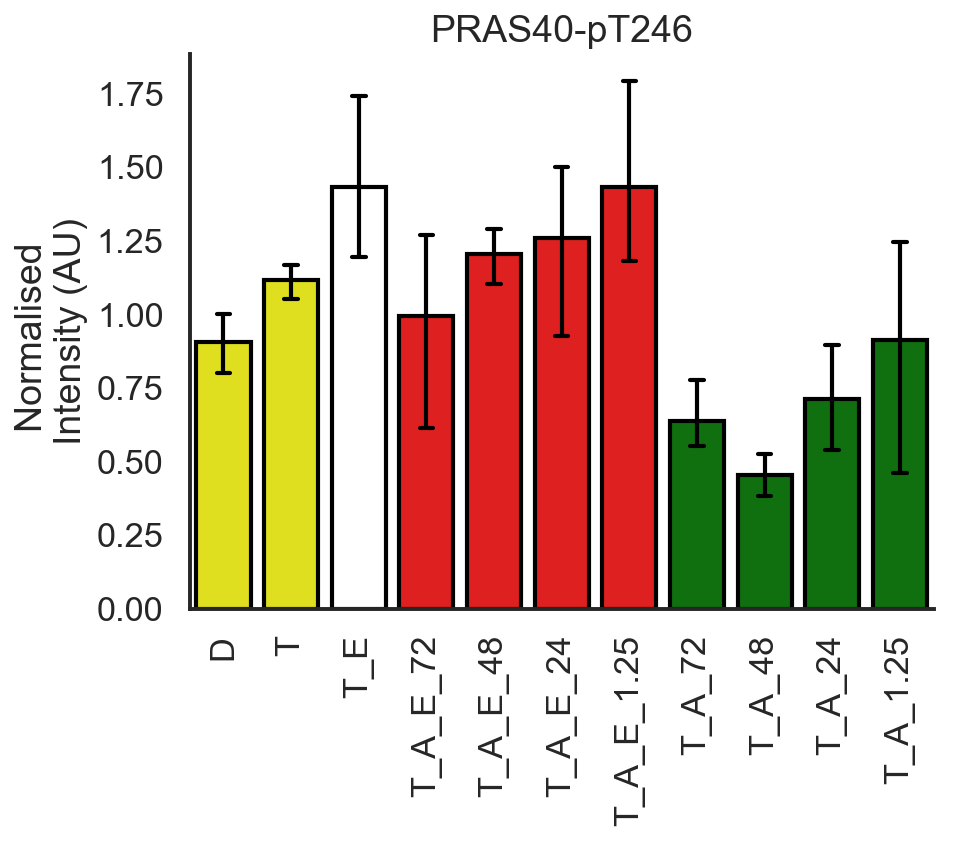 PRAS40-pT246
Normalised
Intensity (AU)
1.75
1.50
1.25
1.00
0.75
0.50
0.25
0.00
D
T
T_E
T_A_E_72
T_A_E_48
T_A_E_24
T_A_E_1.25
T_A_72
T_A_48
T_A_24
T_A_1.25